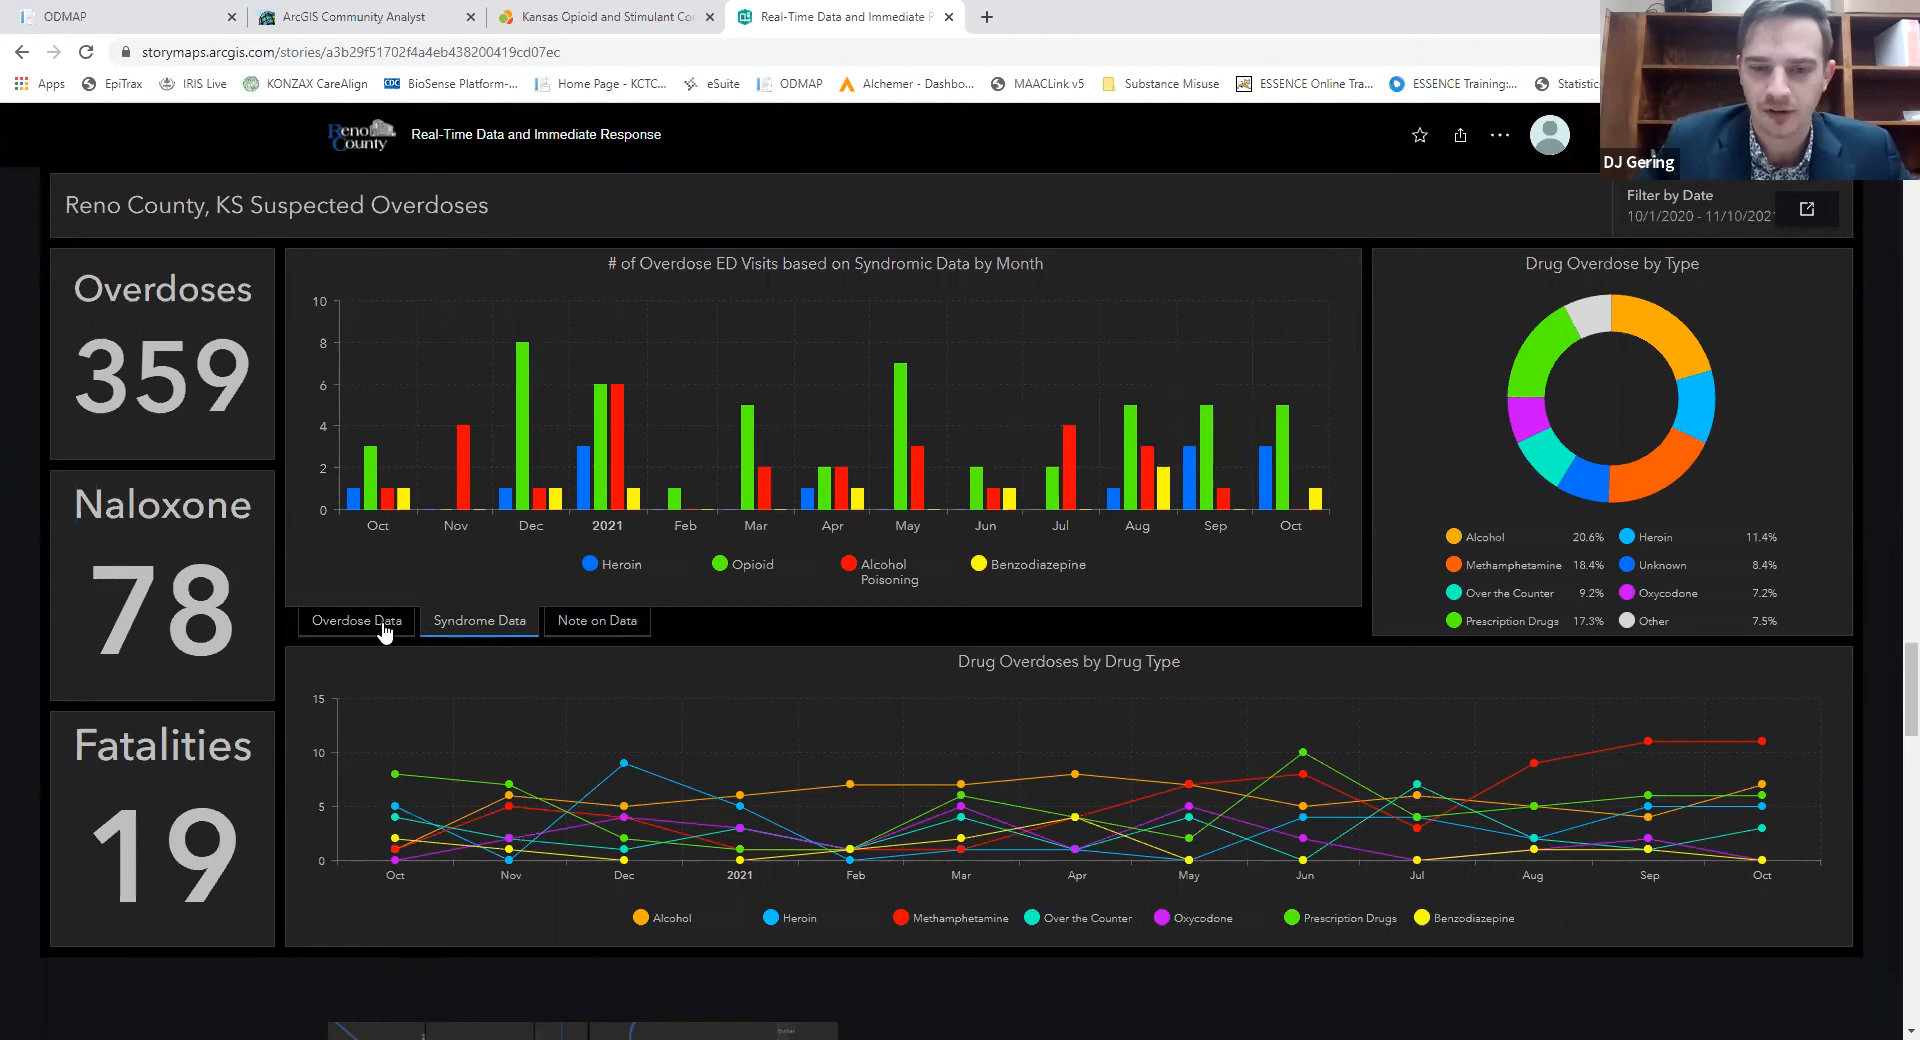 ODMAP
ArcGIS Community Analyst
Kansas Opioid and Stimulant Co
Real-Time Data and Immediate
storymaps.arcgis.com/stories/a3b29f51702f4a4eb438200419cd07ec
Apps EpiTrax IRIS Live KONZAX CareAlign CDC BioSense Platform-... Home Page - KCTC... eSuite ODMAP Alchemer - Dashbo... MAACLink v5 Substance Misuse ESSENCE Online Tra... ESSENCE Training:... Statistic
DJ Gering
Reno County
Real-Time Data and Immediate Response
Reno County, KS Suspected Overdoses
Filter by Date
10/1/2020 - 11/10/2021
Overdoses
359
Naloxone
78
Fatalities
19
# of Overdose ED Visits based on Syndromic Data by Month
10
8
6
4
2
0
Oct Nov Dec 2021 Feb Mar Apr May Jun Jul Aug Sep Oct
Heroin Opioid Alcohol Poisoning Benzodiazepine
Overdose Data Syndrome Data Note on Data
Drug Overdose by Type
Alcohol 20.6% Heroin 11.4%
Methamphetamine 18.4% Unknown 8.4%
Over the Counter 9.2% Oxycodone 7.2%
Prescription Drugs 17.3% Other 7.5%
Drug Overdoses by Drug Type
15
10
5
0
Oct Nov Dec 2021 Feb Mar Apr May Jun Jul Aug Sep Oct
Alcohol Heroin Methamphetamine Over the Counter Oxycodone Prescription Drugs Benzodiazepine